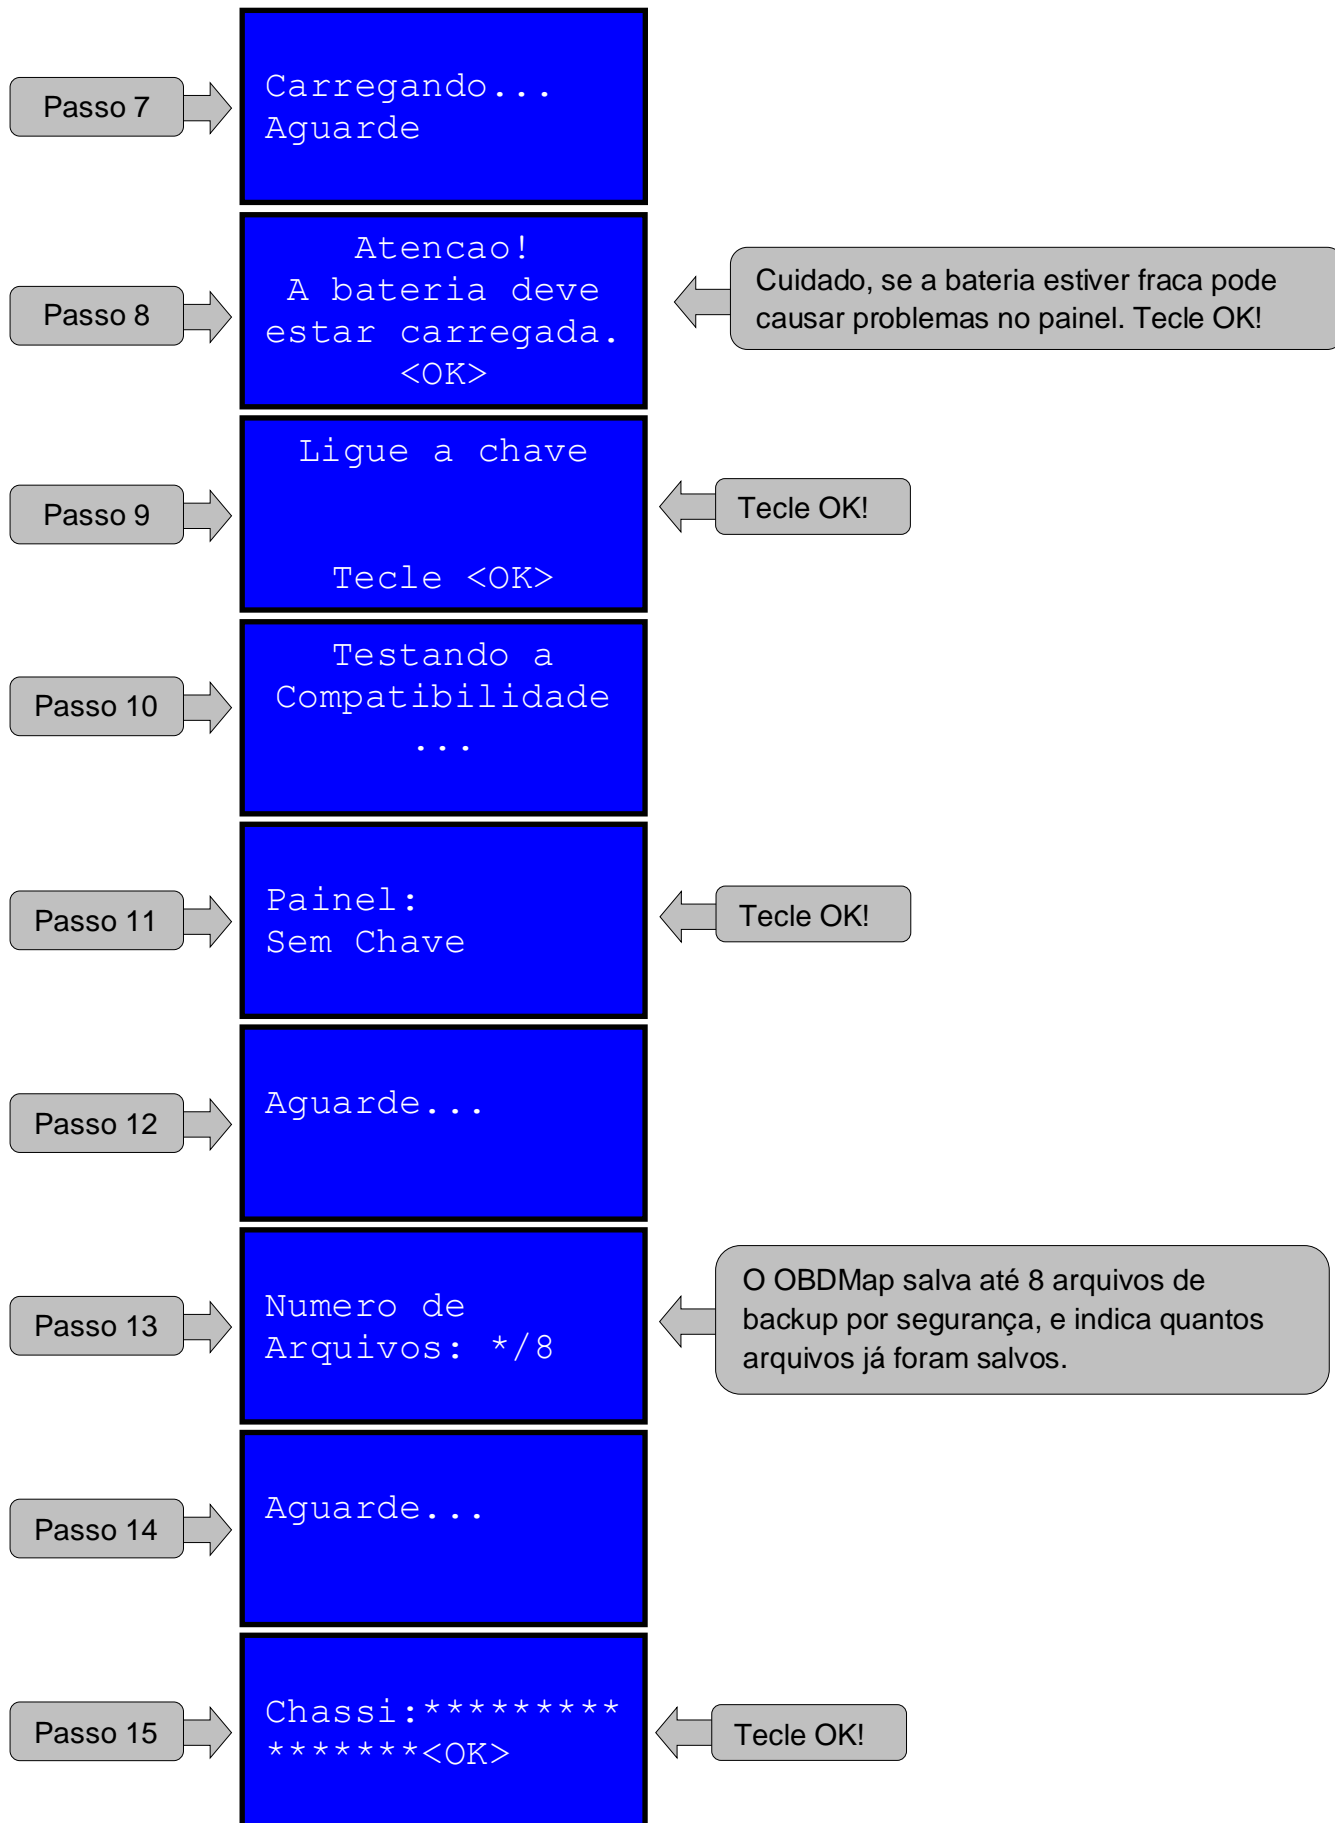 Passo 7
Carregando...
Aguarde
Passo 8
Atencao!
A bateria deve
estar carregada.
<OK>
Cuidado, se a bateria estiver fraca pode
causar problemas no painel. Tecle OK!
Passo 9
Ligue a chave
Tecle <OK>
Tecle OK!
Passo 10
Testando a
Compatibilidade
...
Passo 11
Painel:
Sem Chave
Tecle OK!
Passo 12
Aguarde...
Passo 13
Numero de
Arquivos: */8
O OBDMap salva até 8 arquivos de
backup por segurança, e indica quantos
arquivos já foram salvos.
Passo 14
Aguarde...
Passo 15
Chassi:*********
*******<OK>
Tecle OK!